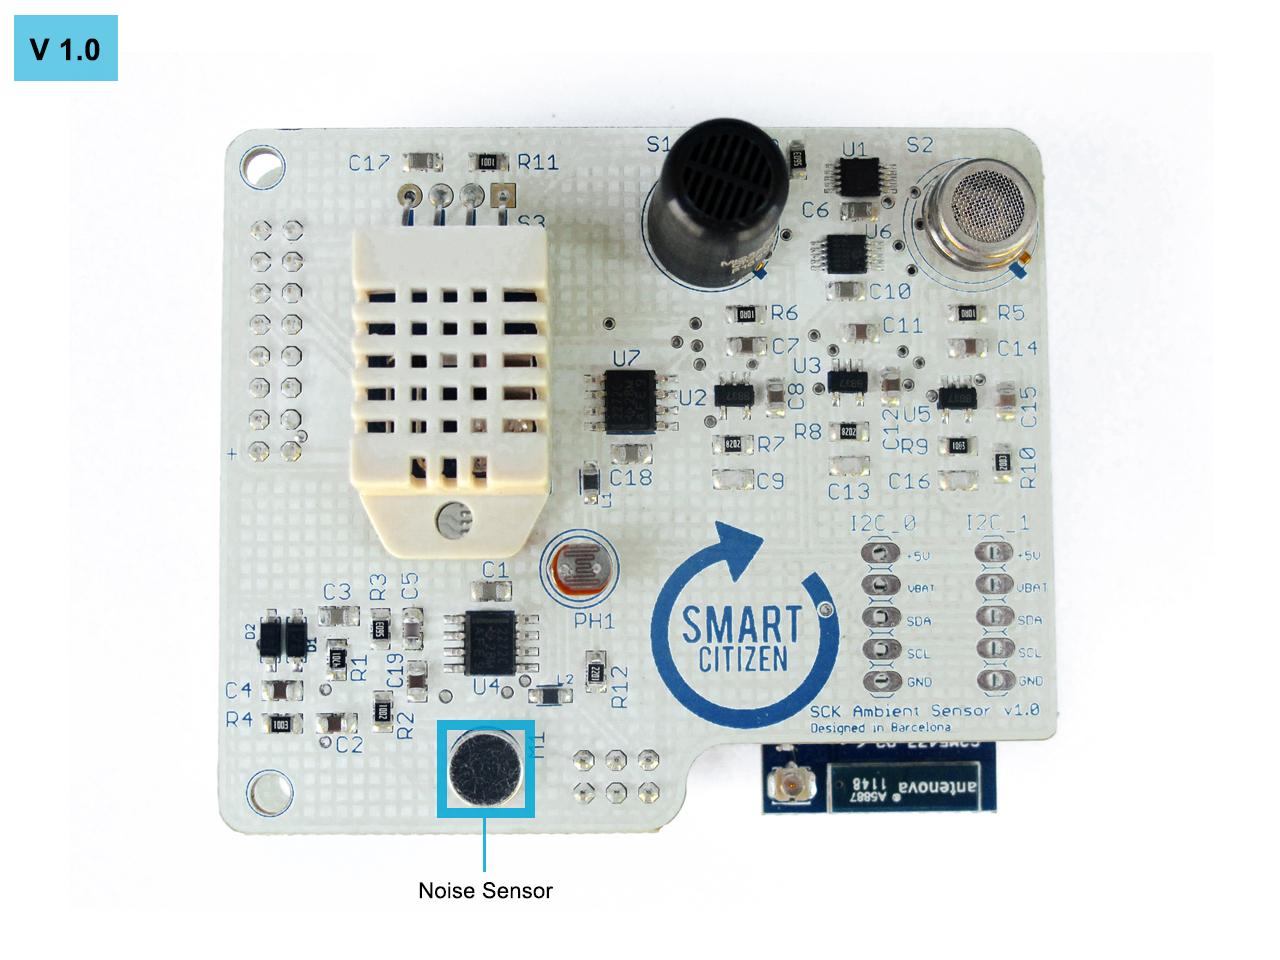 V 1.0
C17
R11
S1
U1
S2
C6
S3
U6
C10
R6
R5
C11
C7
U3
C14
U7
U2
C8
C12
U5
C15
R8
R7
R9
R10
C18
C9
C13
C16
L1
+
I2C_0
I2C_1
+5V
+5V
VBAT
VBAT
SDA
SDA
SCL
SCL
GND
GND
C1
PH1
C3
R3
C5
D2
D1
R1
C19
U4
L2
R12
C4
R4
C2
R2
M1
SMART
CITIZEN
SCK Ambient Sensor v1.0
Designed in Barcelona
antenova
A5887
1148
Noise Sensor